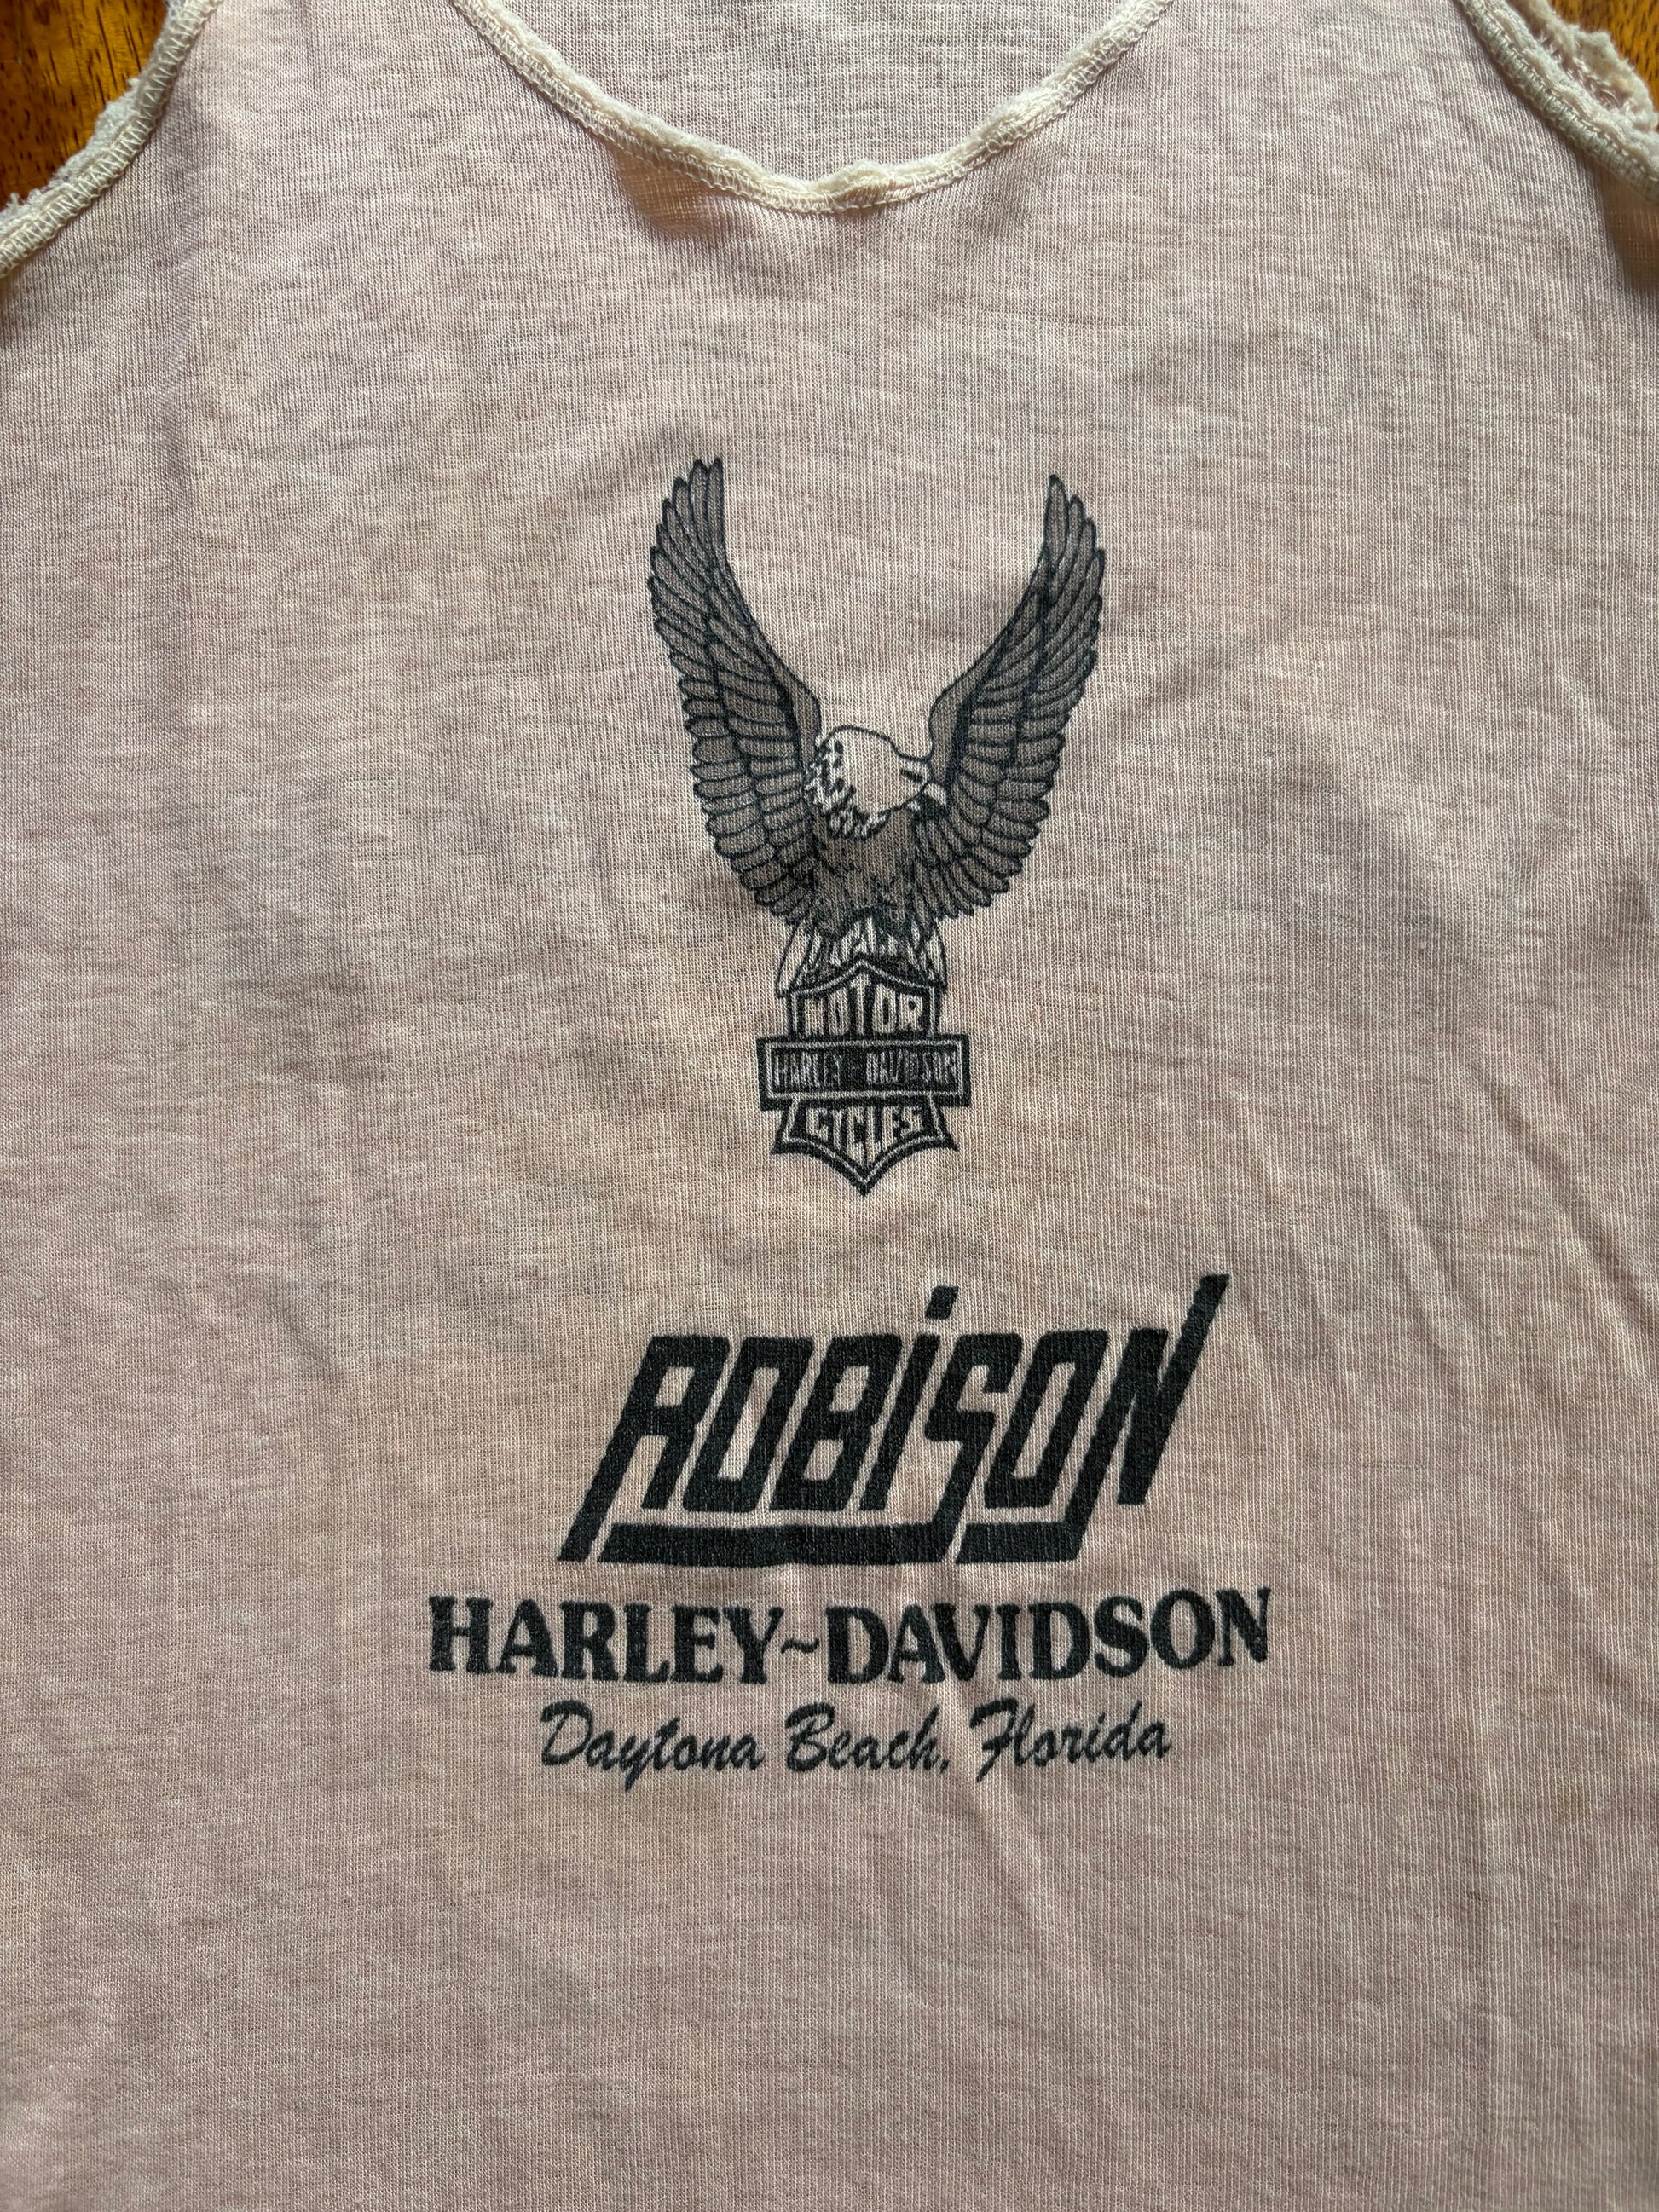 MOTOR
HARLEY-DAVIDSON
CYCLES
ROBiSON
HARLEY~DAVIDSON
Daytona Beach, Florida